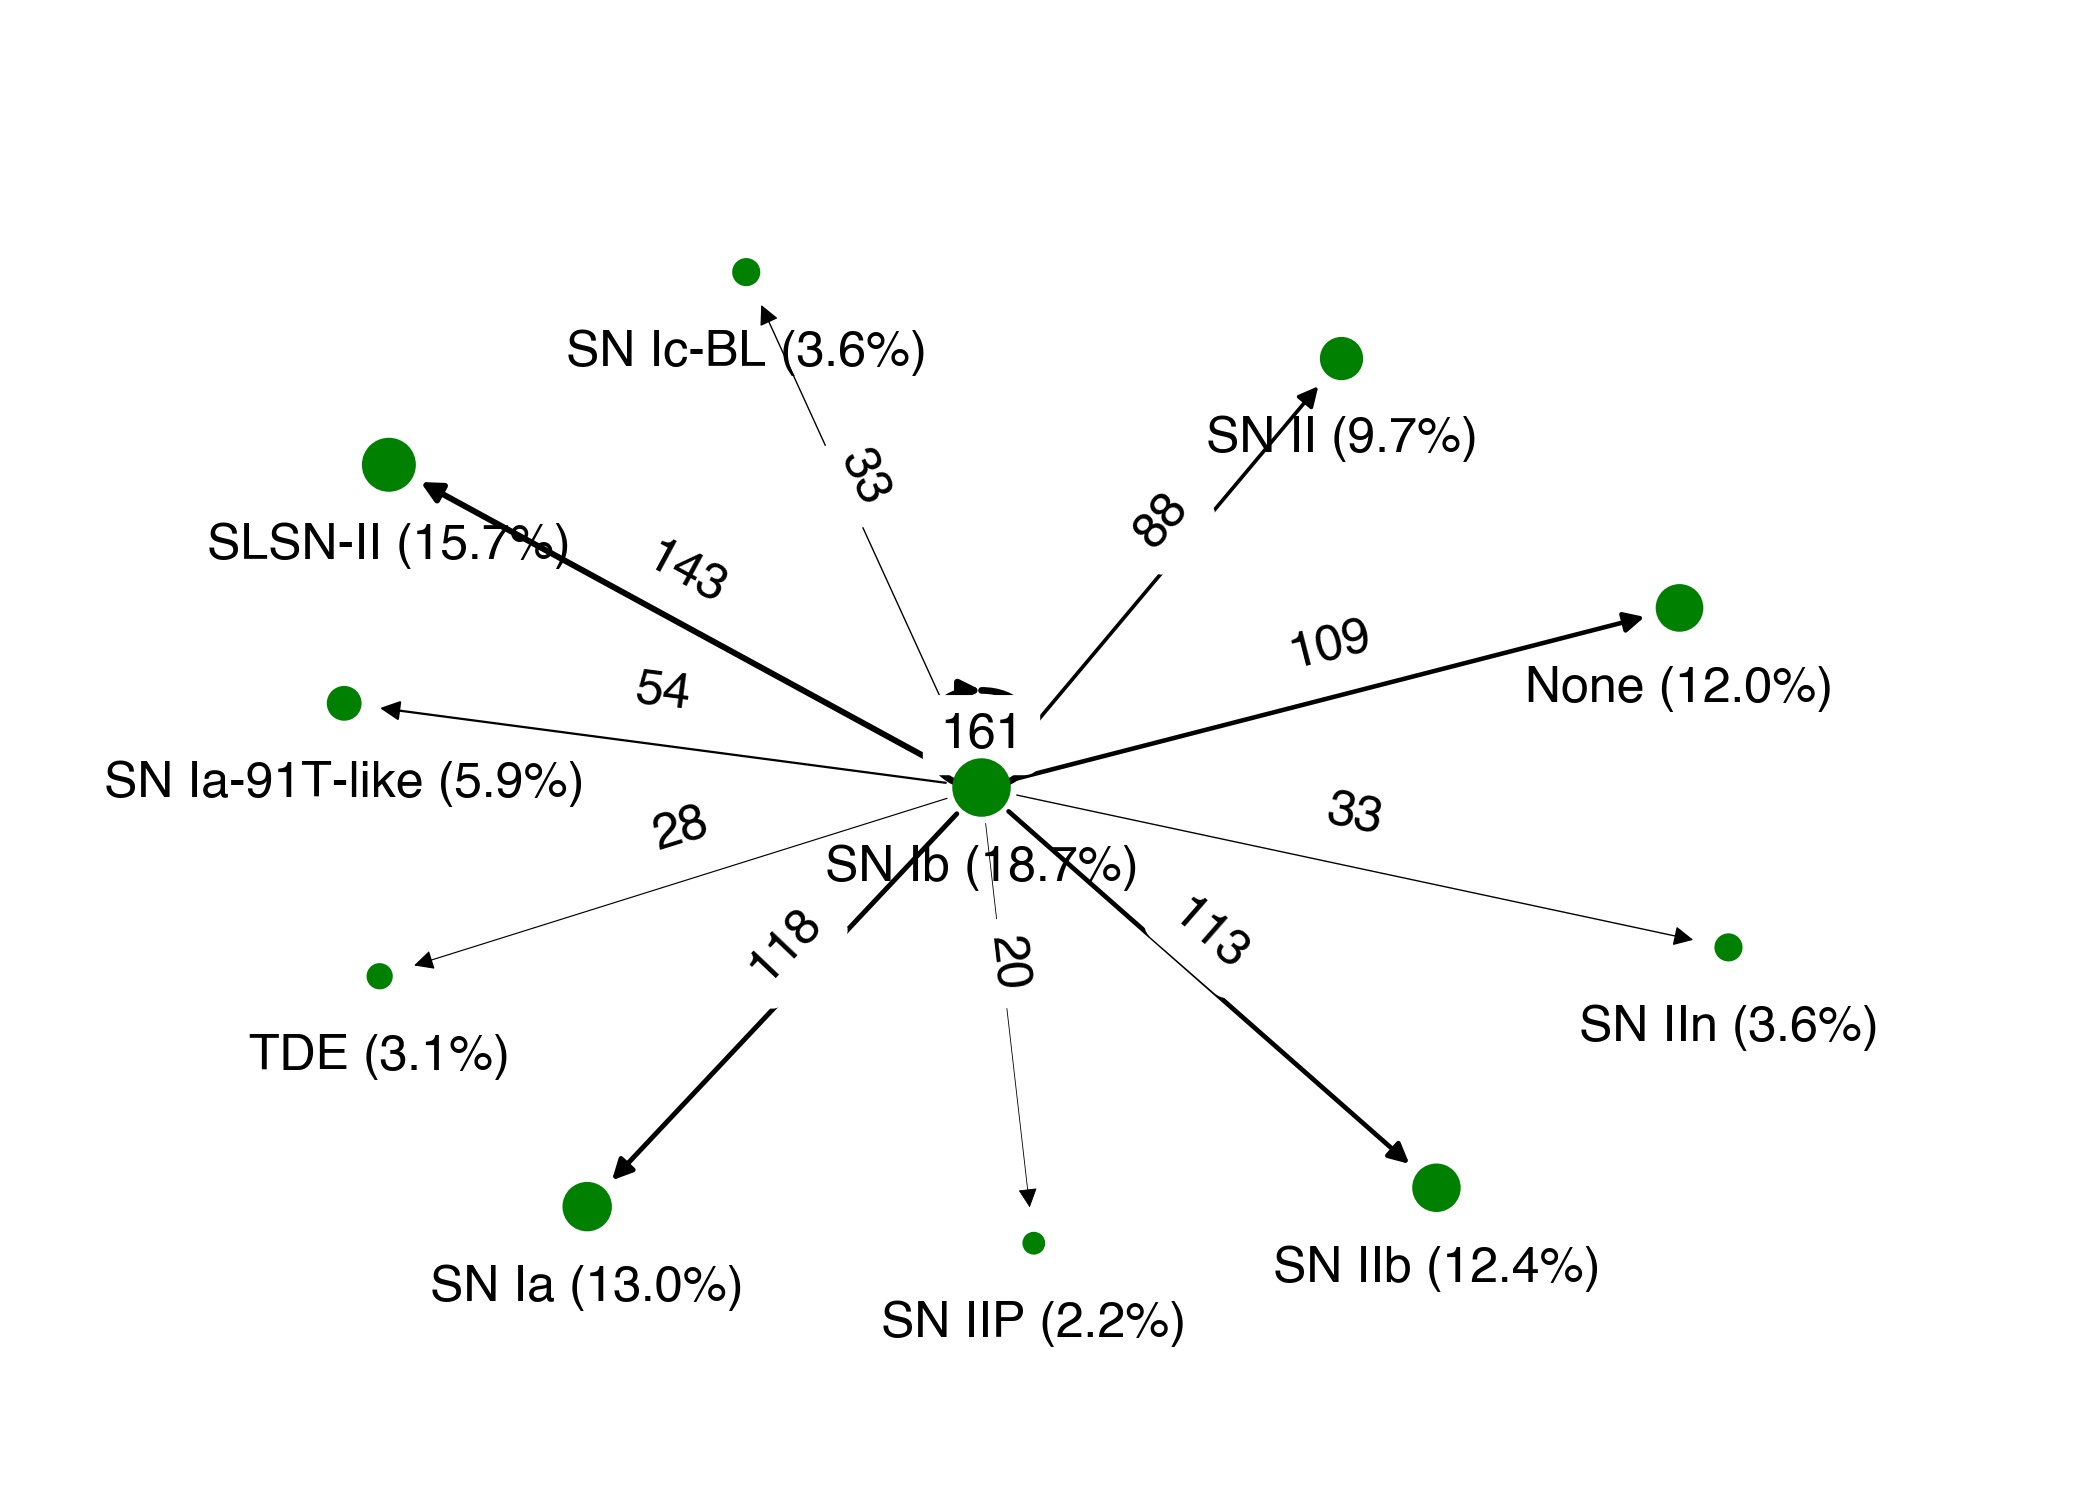 SN Ic-BL (3.6%)
SN II (9.7%)
33
88
SLSN-II (15.7%)
143
109
54
None (12.0%)
161
SN Ia-91T-like (5.9%)
28
33
SN Ib (18.7%)
118
20
113
SN IIn (3.6%)
TDE (3.1%)
SN Ia (13.0%)
SN IIb (12.4%)
SN IIP (2.2%)